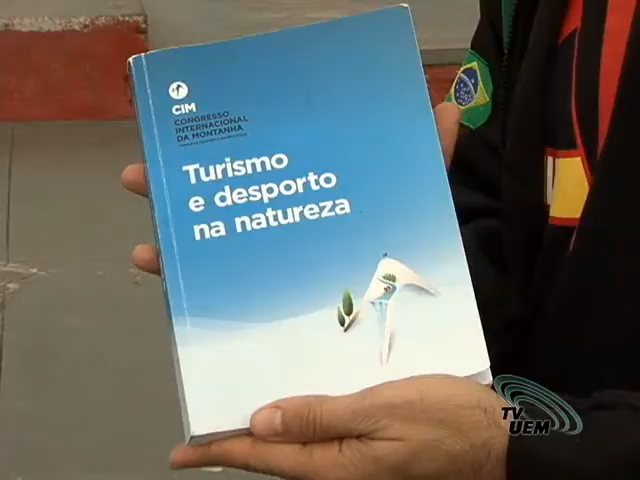 CIM
CONGRESSO
INTERNACIONAL
DA MONTANHA
Turismo
e desporto
na natureza
TV
UEM